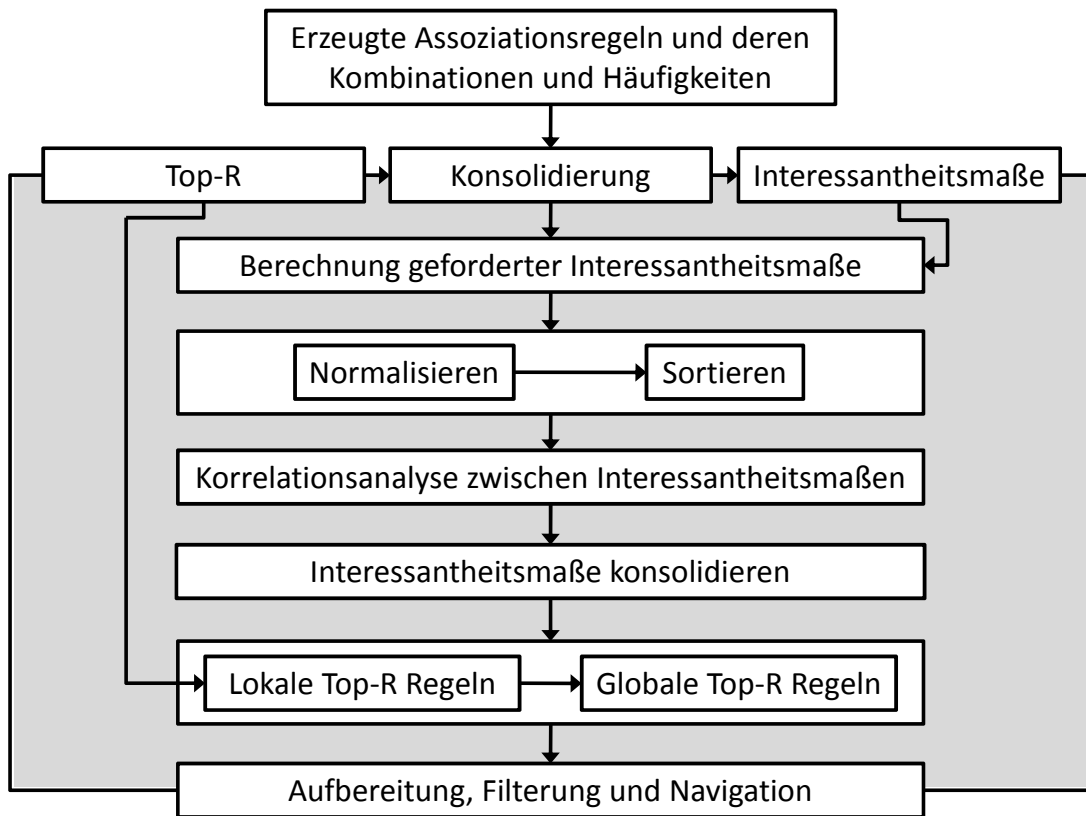 Erzeugte Assoziationsregeln und deren
Kombinationen und Häufigkeiten
Top-R
Konsolidierung
Interessantheitsmaße
Berechnung geforderter Interessantheitsmaße
Normalisieren
Sortieren
Korrelationsanalyse zwischen Interessantheitsmaßen
Interessantheitsmaße konsolidieren
Lokale Top-R Regeln
Globale Top-R Regeln
Aufbereitung, Filterung und Navigation